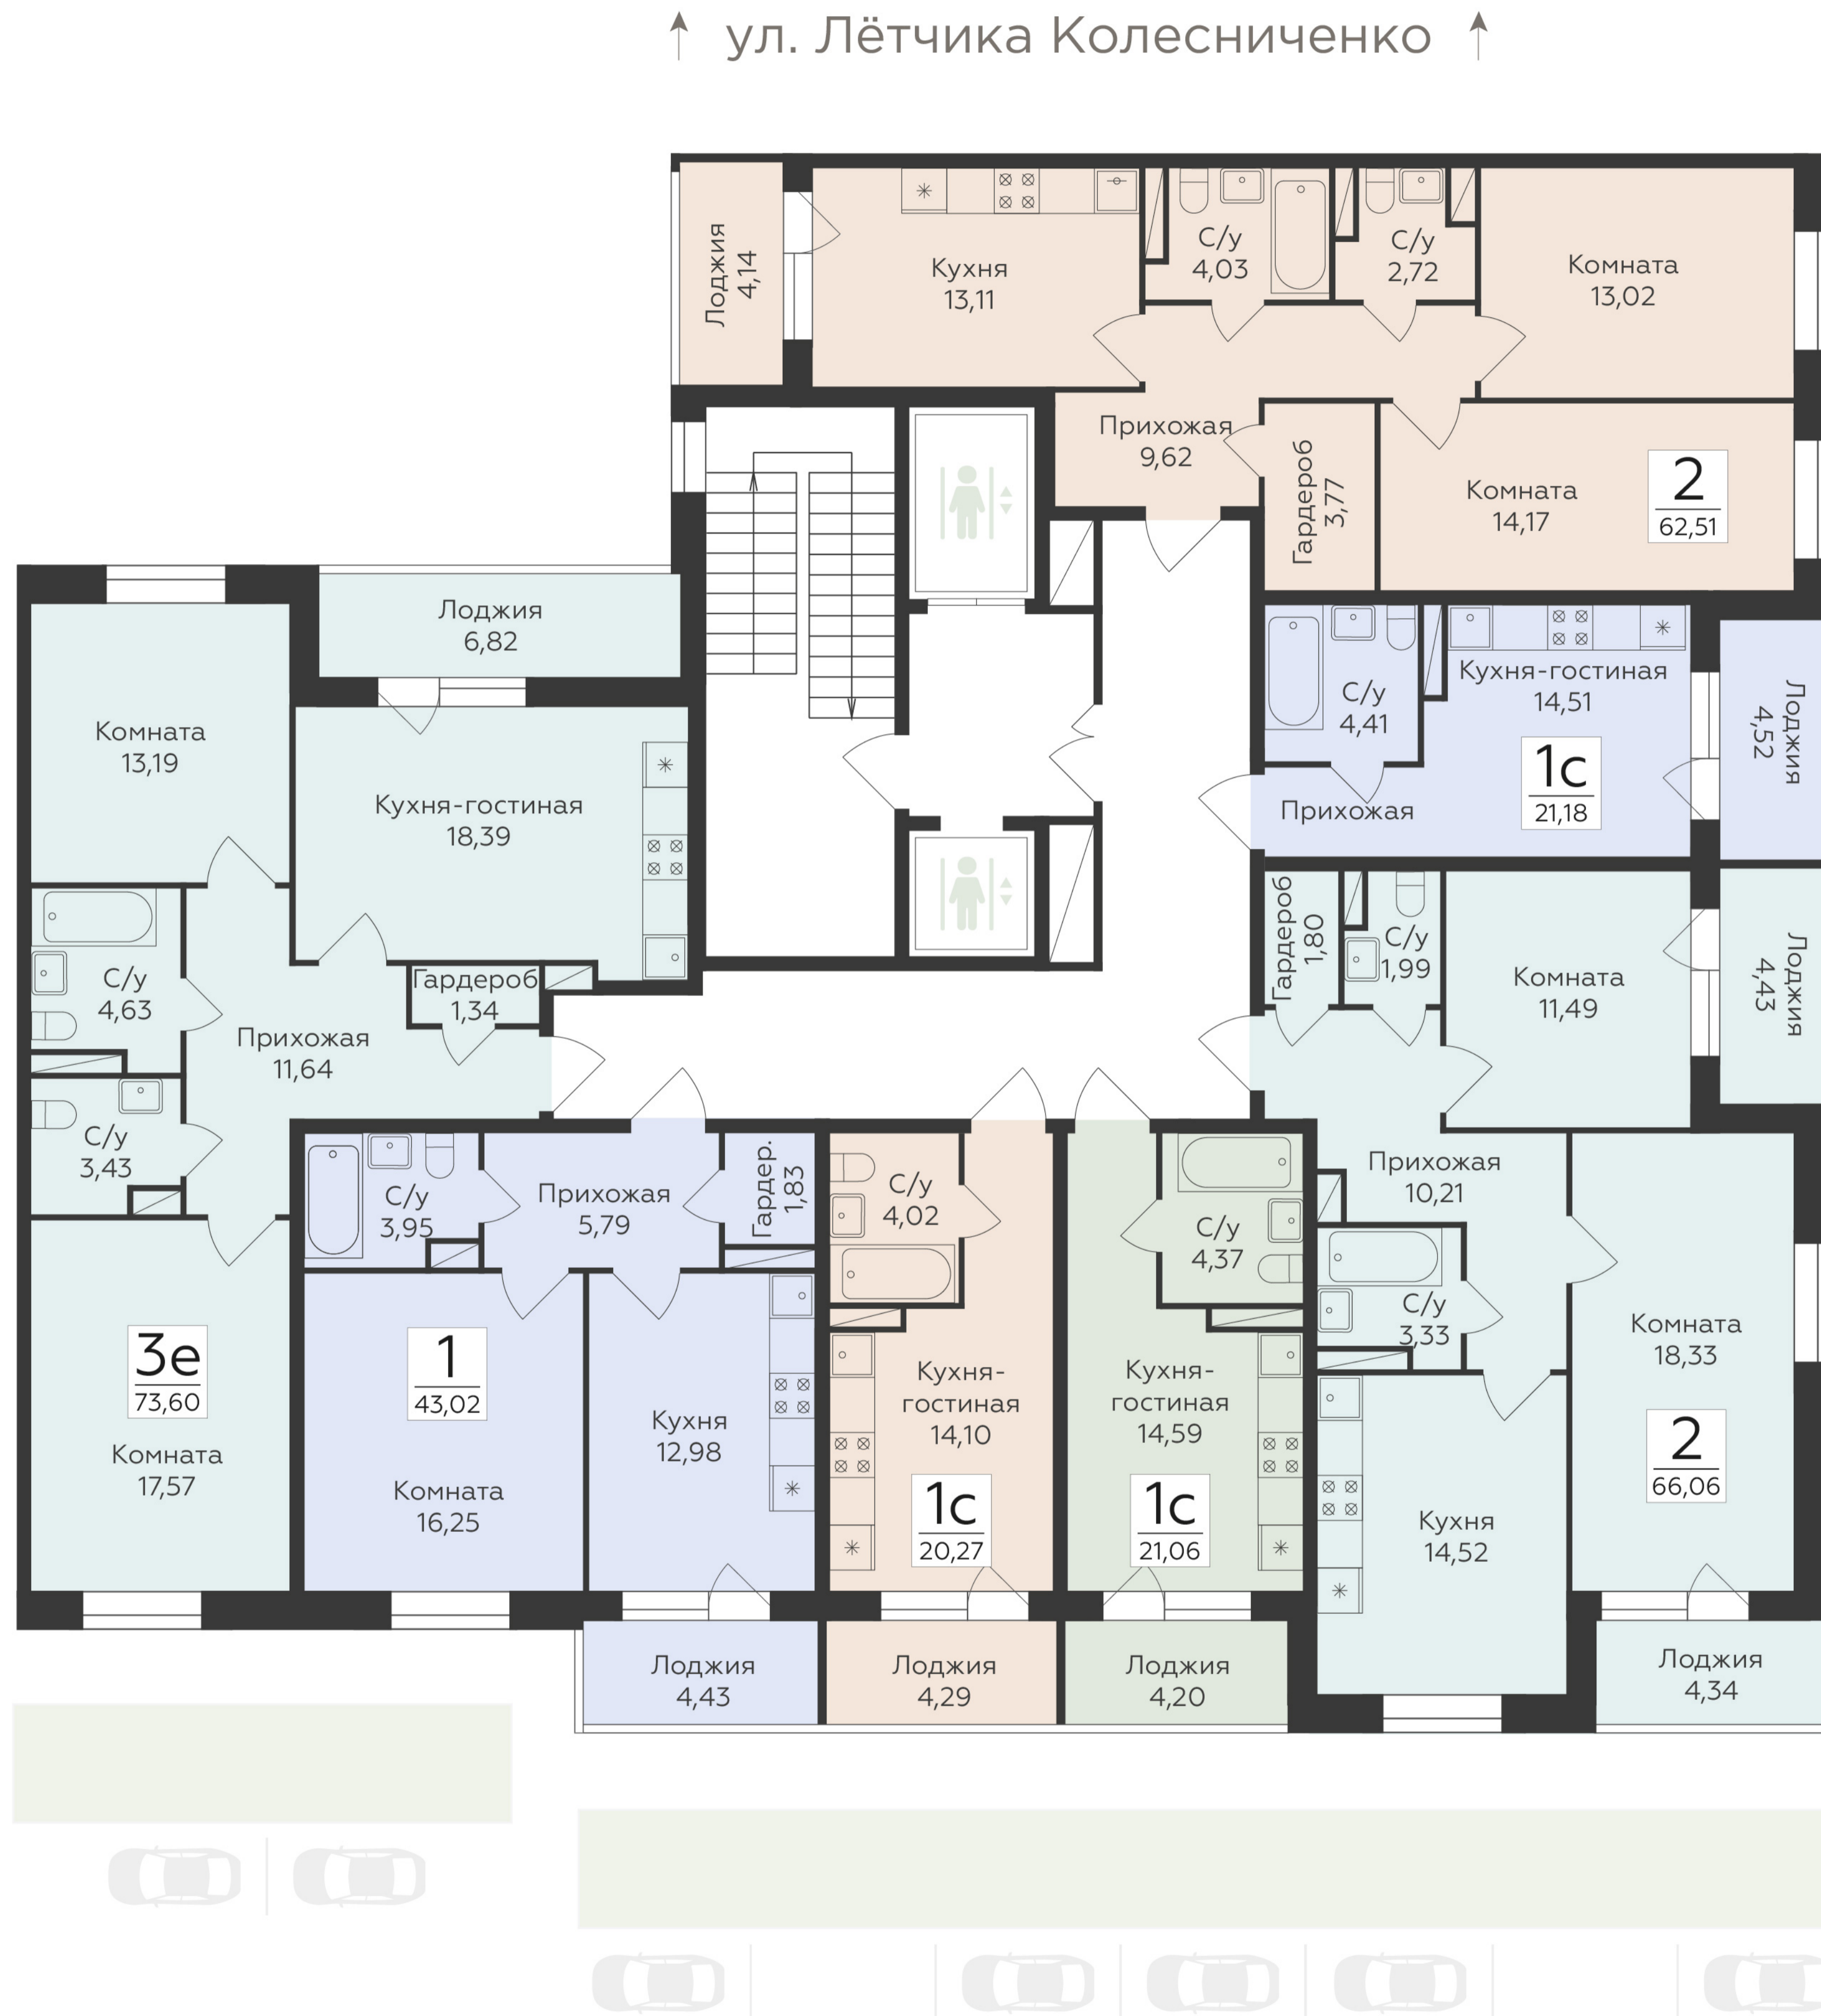 ул. Лётчика Колесниченко
Лоджия
4,14
Кухня
13,11
С/у
4,03
С/у
2,72
Комната
13,02
Прихожая
9,62
Гардероб
3,77
Комната
14,17
2
62,51
Лоджия
6,82
Комната
13,19
Кухня-гостиная
18,39
С/у
4,41
Кухня-гостиная
14,51
1с
21,18
Прихожая
Лоджия
4,52
С/у
4,63
Гардероб
1,34
Прихожая
11,64
С/у
3,43
Гардероб
1,80
С/у
1,99
Комната
11,49
Лоджия
4,43
С/у
3,95
Прихожая
5,79
Гардер.
1,83
С/у
4,02
С/у
4,37
Прихожая
10,21
С/у
3,33
Комната
18,33
3е
73,60
Комната
17,57
1
43,02
Комната
16,25
Кухня
12,98
Кухня-
гостиная
14,10
1с
20,27
Кухня-
гостиная
14,59
1с
21,06
Кухня
14,52
2
66,06
Лоджия
4,43
Лоджия
4,29
Лоджия
4,20
Лоджия
4,34